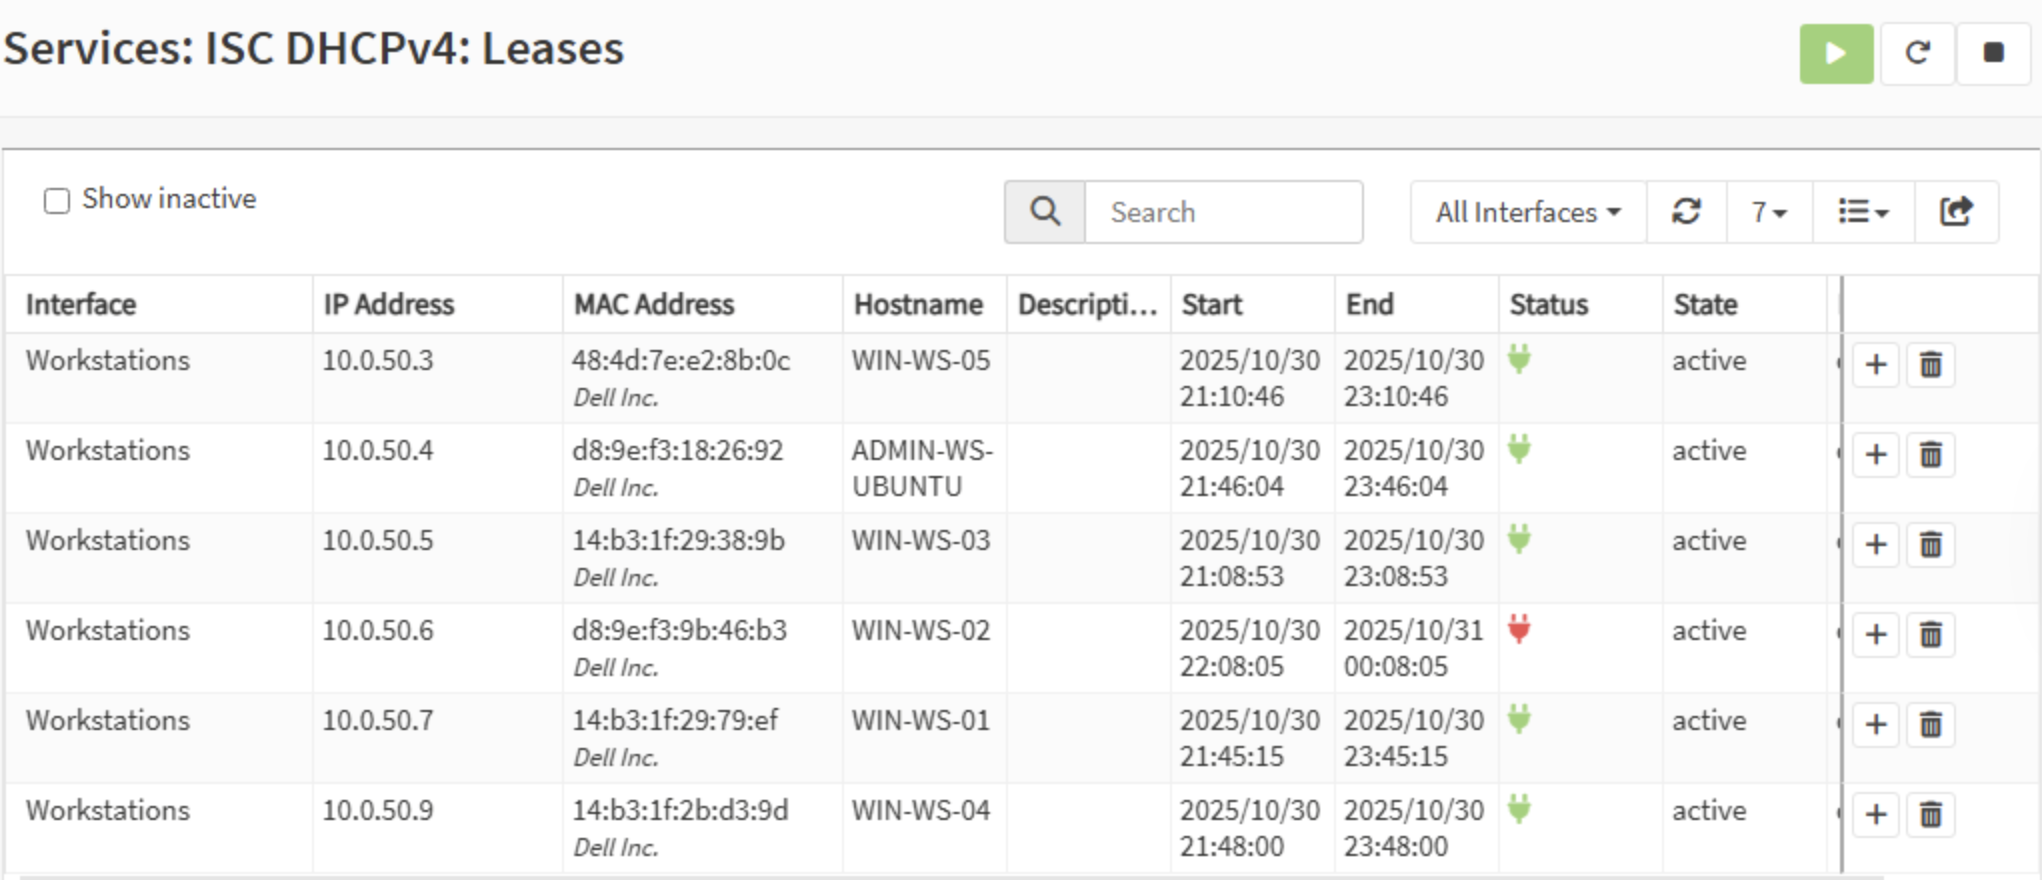 Services: ISC DHCPv4: Leases
Show inactive
Search
All Interfaces
7
Interface IP Address MAC Address Hostname Descripti... Start End Status State
Workstations 10.0.50.3 48:4d:7e:e2:8b:0c WIN-WS-05 2025/10/30 2025/10/30 active
Dell Inc. 21:10:46 23:10:46
Workstations 10.0.50.4 d8:9e:f3:18:26:92 ADMIN-WS- 2025/10/30 2025/10/30 active
Dell Inc. UBUNTU 21:46:04 23:46:04
Workstations 10.0.50.5 14:b3:1f:29:38:9b WIN-WS-03 2025/10/30 2025/10/30 active
Dell Inc. 21:08:53 23:08:53
Workstations 10.0.50.6 d8:9e:f3:9b:46:b3 WIN-WS-02 2025/10/30 2025/10/31 active
Dell Inc. 22:08:05 00:08:05
Workstations 10.0.50.7 14:b3:1f:29:79:ef WIN-WS-01 2025/10/30 2025/10/30 active
Dell Inc. 21:45:15 23:45:15
Workstations 10.0.50.9 14:b3:1f:2b:d3:9d WIN-WS-04 2025/10/30 2025/10/30 active
Dell Inc. 21:48:00 23:48:00